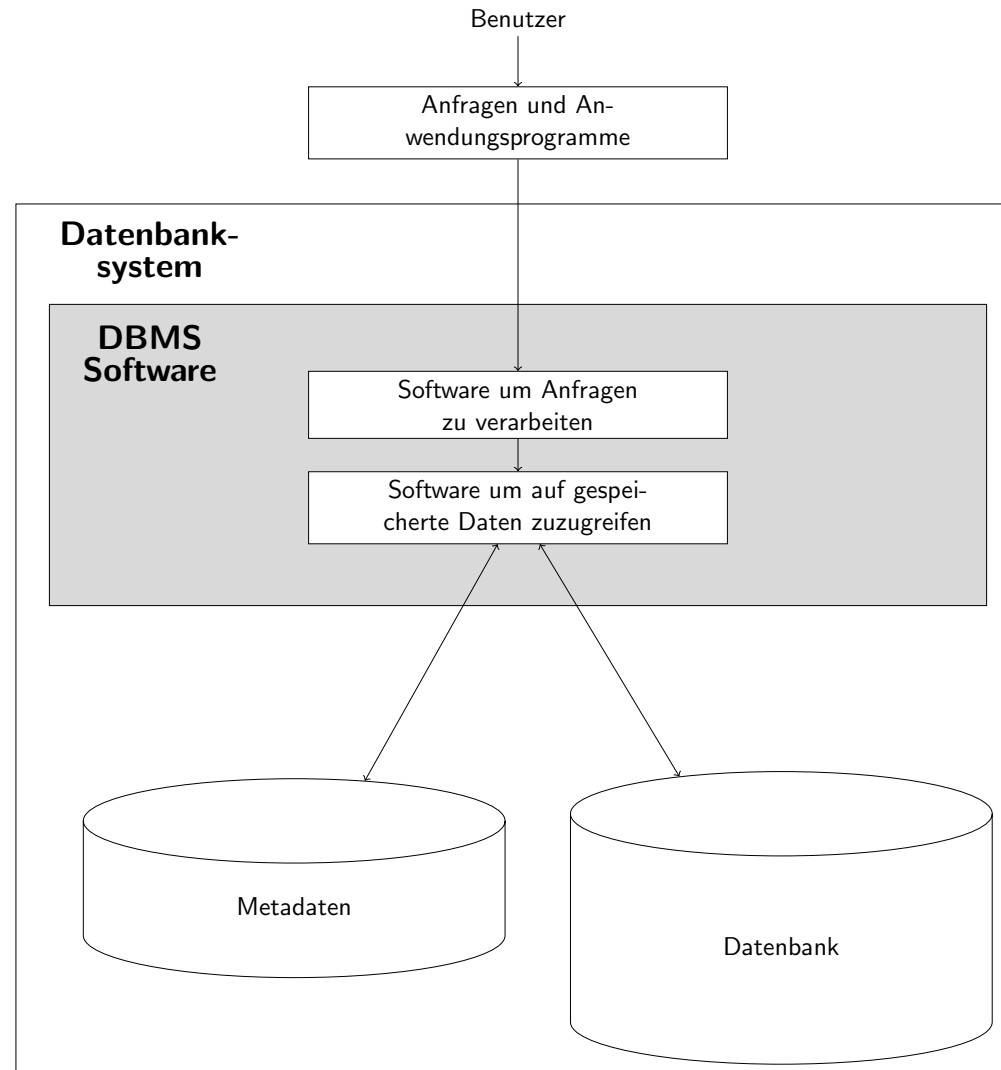 Benutzer
Anfragen und An-
wendungsprogramme
Datenbank-
system
DBMS
Software
Software um Anfragen
zu verarbeiten
Software um auf gespei-
cherte Daten zuzugreifen
Metadaten
Datenbank